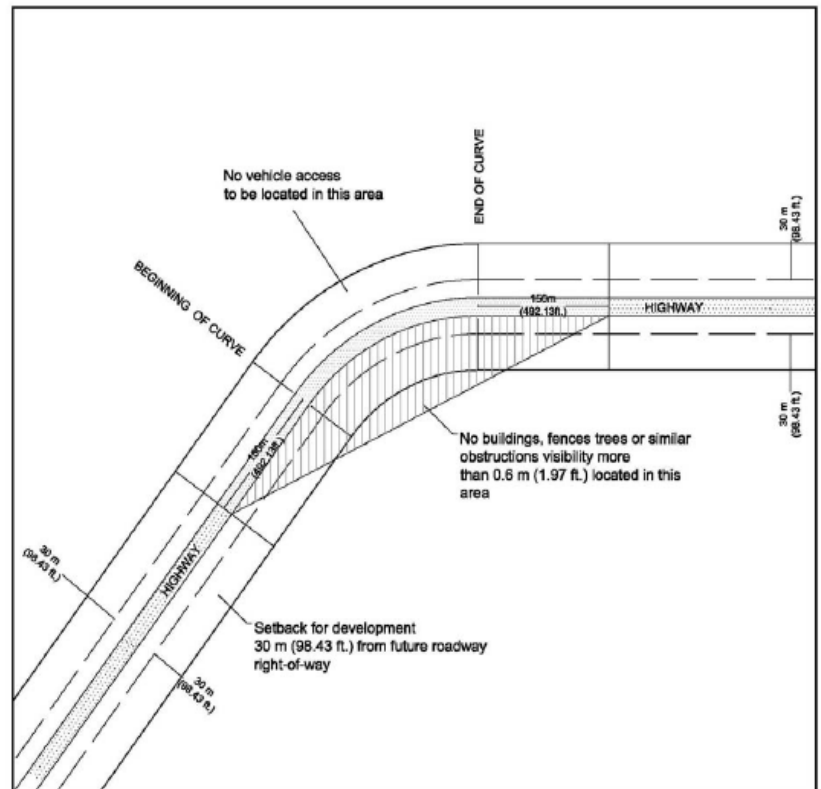 No vehicle access
to be located in this area
END OF CURVE
30 m
(98.43 ft.)
BEGINNING OF CURVE
150m
(492.13ft.)
HIGHWAY
30 m
(98.43 ft.)
No buildings, fences trees or similar
obstructions visibility more
than 0.6 m (1.97 ft.) located in this
area
150m
(492.13ft.)
30 m
(98.43 ft.)
HIGHWAY
Setback for development
30 m (98.43 ft.) from future roadway
right-of-way
30 m
(98.43 ft.)